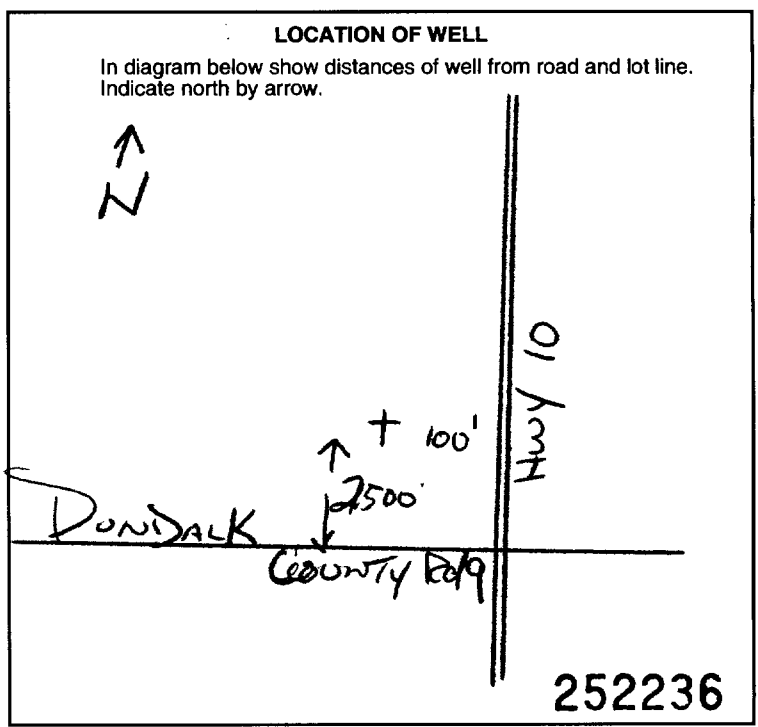 LOCATION OF WELL
In diagram below show distances of well from road and lot line.
Indicate north by arrow.
N
HWY 10
100'
2500'
DUNDALK
COUNTY Rd 9
252236